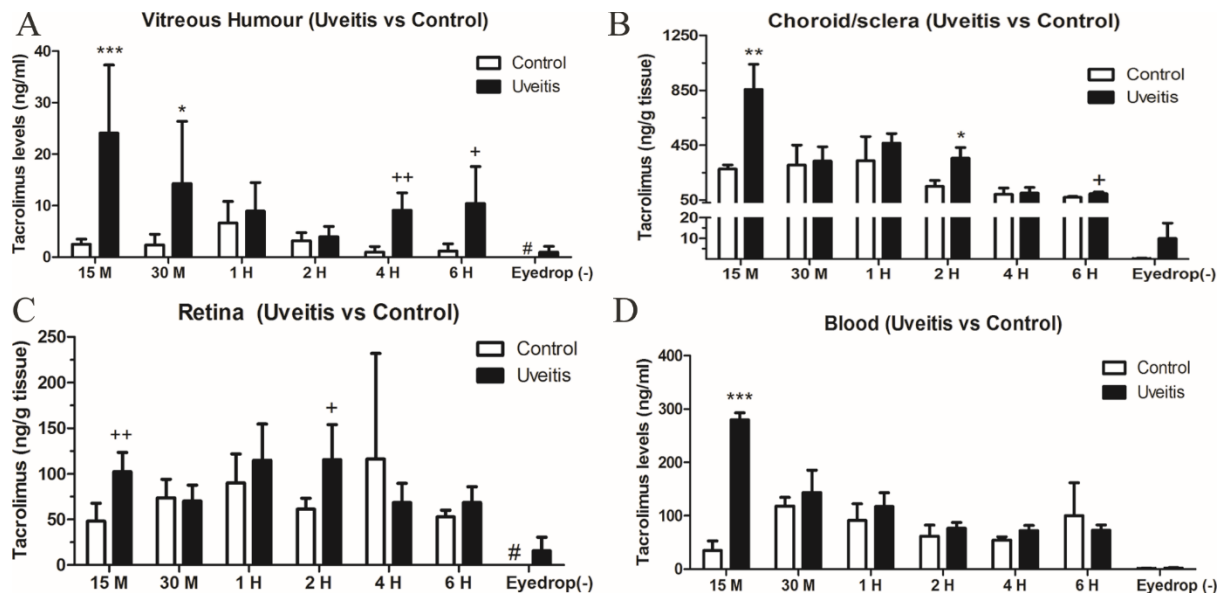 A
Vitreous Humour (Uveitis vs Control)
Tacrolimus levels (ng/ml)
40
30
20
10
0
***
*
++
+
#
Control
Uveitis
15 M 30 M 1 H 2 H 4 H 6 H Eyedrop (-)
B
Choroid/sclera (Uveitis vs Control)
Tacrolimus (ng/g tissue)
1250
850
450
50
20
10
**
*
+
Control
Uveitis
15 M 30 M 1 H 2 H 4 H 6 H Eyedrop(-)
C
Retina (Uveitis vs Control)
Tacrolimus (ng/g tissue)
250
200
150
100
50
0
++
+
#
Control
Uveitis
15 M 30 M 1 H 2 H 4 H 6 H Eyedrop(-)
D
Blood (Uveitis vs Control)
Tacrolimus levels (ng/ml)
400
300
200
100
0
***
Control
Uveitis
15 M 30 M 1 H 2 H 4 H 6 H Eyedrop (-)